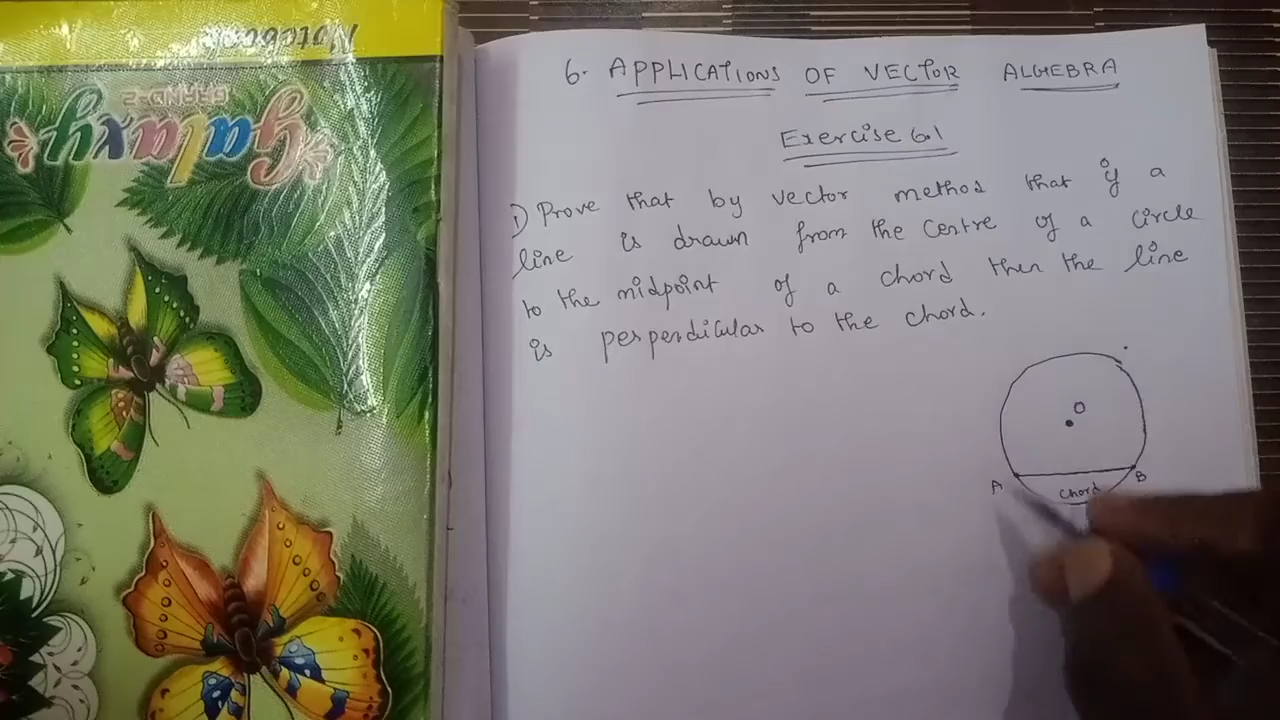 Notebook
GRAND-2
Galaxy
6. APPLICATIONS OF VECTOR ALGEBRA
Exercise 6.1
1) Prove that by vector method that if a
line is drawn from the centre of a circle
to the midpoint of a chord then the line
is perpendicular to the chord.
O
A
B
chord